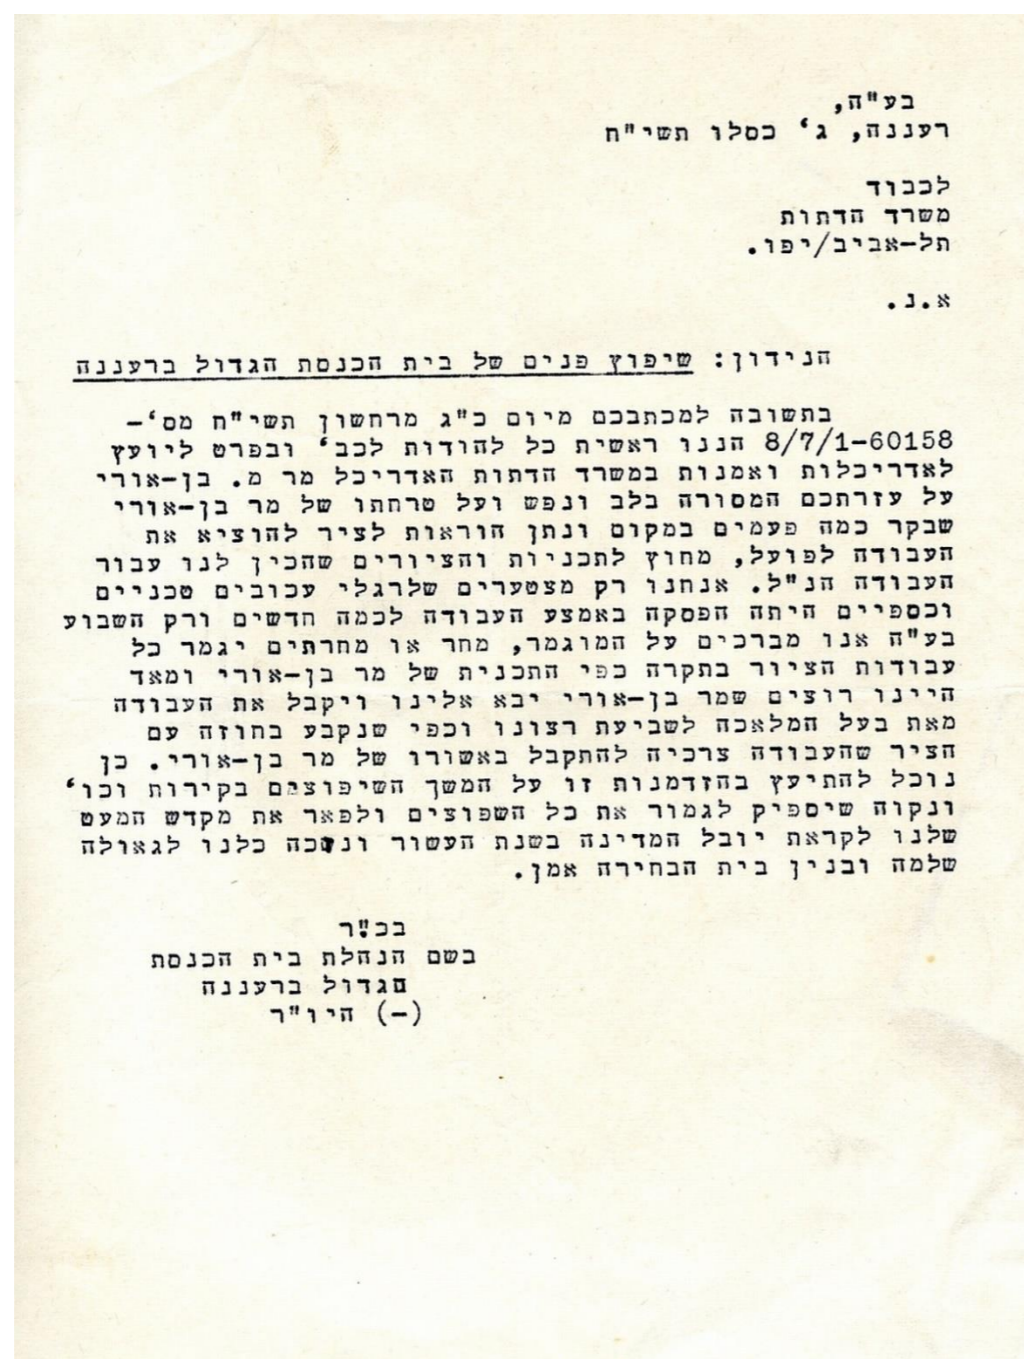 בע"ה,
רעננה, ג' כסלו תשי"ח
לכבוד
משרד הדתות
תל-אביב/יפו.
א.נ.
הנידון: שיפוץ פנים של בית הכנסת הגדול ברעננה
בתשובה למכתבכם מיום כ"ג מרחשון תשי"ח מס'-
8/7/1-60158 הננו ראשית כל להודות לכב' ובפרט ליועץ
לאדריכלות ואמנות במשרד הדתות האדריכל מר מ. בן-אורי
על עזרתכם המסורה בלב ונפש ועל טרחתו של מר בן-אורי
שבקר כמה פעמים במקום ונתן הוראות לציר להוציא את
העבודה לפועל, מחוץ לתכניות והציורים שהכין לנו עבור
העבודה הנ"ל. אנחנו רק מצטערים שלרגלי עכובים טכניים
וכספיים היתה הפסקה באמצע העבודה לכמה חדשים ורק השבוע
בע"ה אנו מברכים על המוגמר, מחר או מחרתים יגמר כל
עבודות הציור בתקרה כפי התכנית של מר בן-אורי ומאד
היינו רוצים שמר בן-אורי יבא אלינו ויקבל את העבודה
מאת בעל המלאכה לשביעת רצונו וכפי שנקבע בחוזה עם
הציר שהעבודה צרכיה להתקבל באשורו של מר בן-אורי. כן
נוכל להתיעץ בהזדמנות זו על המשך השיפוצים בקירות וכו'
ונקוה שיספיק לגמור את כל השפוצים ולפאר את מקדש המעט
שלנו לקראת יובל המדינה בשנת העשור ונזכה כלנו לגאולה
שלמה ובנין בית הבחירה אמן.
בכ"ר
בשם הנהלת בית הכנסת
הגדול ברעננה
(-) היו"ר